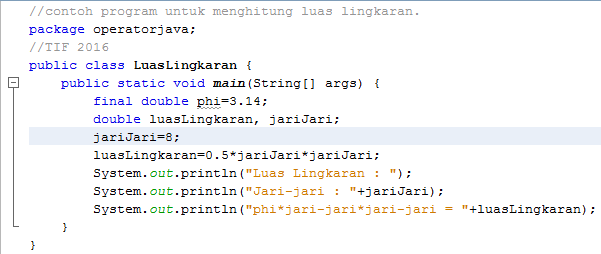 //contoh program untuk menghitung luas lingkaran.
package operatorjava;
//TIF 2016
public class LuasLingkaran {
public static void main(String[] args) {
final double phi=3.14;
double luasLingkaran, jariJari;
jariJari=8;
luasLingkaran=0.5*jariJari*jariJari;
System.out.println("Luas Lingkaran : ");
System.out.println("Jari-jari : "+jariJari);
System.out.println("phi*jari-jari*jari-jari = "+luasLingkaran);
}
}